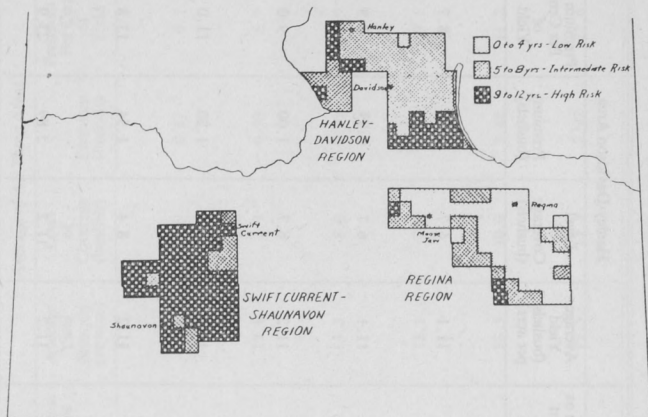 Hanley
0 to 4 yrs - Low Risk
5 to 8 yrs - Intermediate Risk
9 to 12 yrs - High Risk
Davidson
HANLEY-
DAVIDSON
REGION
Regina
Moose
Jaw
Swift
Current
REGINA
REGION
SWIFT CURRENT-
SHAUNAVON
REGION
Shaunavon